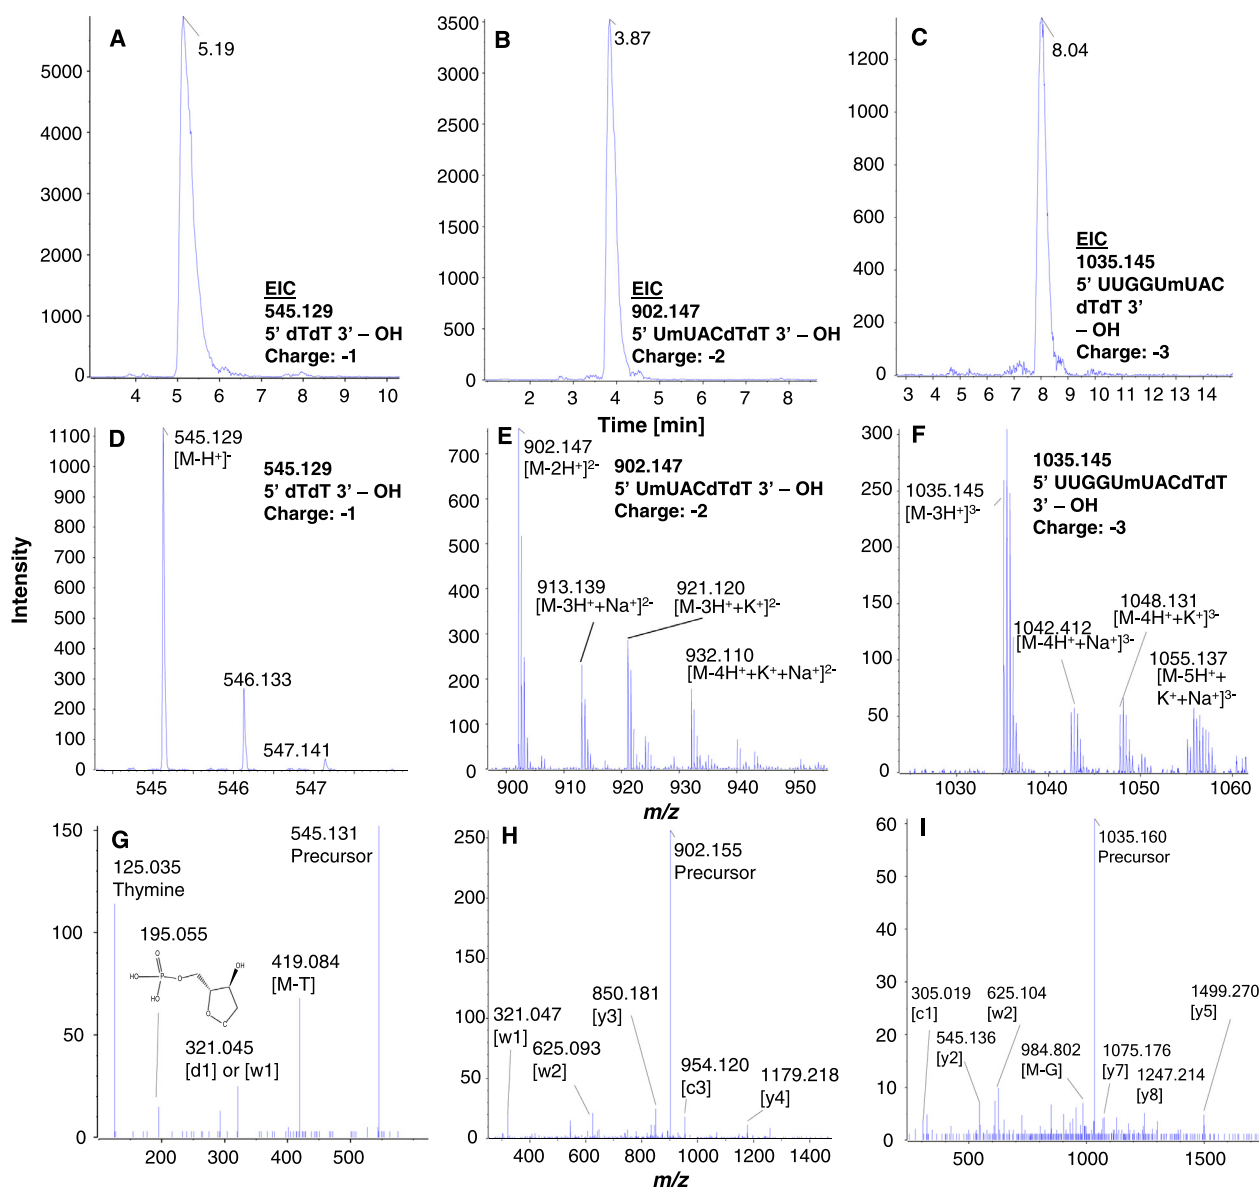 A
5.19
5000
4000
3000
2000
1000
0
EIC
545.129
5' dTdT 3' – OH
Charge: -1
4 5 6 7 8 9 10
B
3.87
3500
3000
2500
2000
1500
1000
500
0
EIC
902.147
5' UmUACdTdT 3' – OH
Charge: -2
2 3 4 5 6 7 8
Time [min]
C
8.04
1200
1000
800
600
400
200
0
EIC
1035.145
5' UUGGUmUAC
dTdT 3'
– OH
Charge: -3
3 4 5 6 7 8 9 10 11 12 13 14
Intensity
D
1100
1000
900
800
700
600
500
400
300
200
100
0
545.129
[M-H⁺]⁻
545.129
5' dTdT 3' – OH
Charge: -1
546.133
547.141
545 546 547
E
700
600
500
400
300
200
100
0
902.147
[M-2H⁺]²⁻
902.147
5' UmUACdTdT 3' – OH
Charge: -2
913.139
[M-3H⁺+Na⁺]²⁻
921.120
[M-3H⁺+K⁺]²⁻
932.110
[M-4H⁺+K⁺+Na⁺]²⁻
900 910 920 930 940 950
m/z
F
300
250
200
150
100
50
0
1035.145
[M-3H⁺]³⁻
1035.145
5' UUGGUmUACdTdT
3' – OH
Charge: -3
1042.412
[M-4H⁺+Na⁺]³⁻
1048.131
[M-4H⁺+K⁺]³⁻
1055.137
[M-5H⁺+
K⁺+Na⁺]³⁻
1030 1040 1050 1060
G
150
100
50
0
125.035
Thymine
195.055
O
HO
P
O
HO
OH
O
C
545.131
Precursor
419.084
[M-T]
321.045
[d1] or [w1]
200 300 400 500
H
250
200
150
100
50
0
902.155
Precursor
321.047
[w1]
625.093
[w2]
850.181
[y3]
954.120
[c3]
1179.218
[y4]
400 600 800 1000 1200 1400
m/z
I
60
50
40
30
20
10
0
1035.160
Precursor
305.019
[c1]
545.136
[y2]
625.104
[w2]
984.802
[M-G]
1075.176
[y7]
1247.214
[y8]
1499.270
[y5]
500 1000 1500